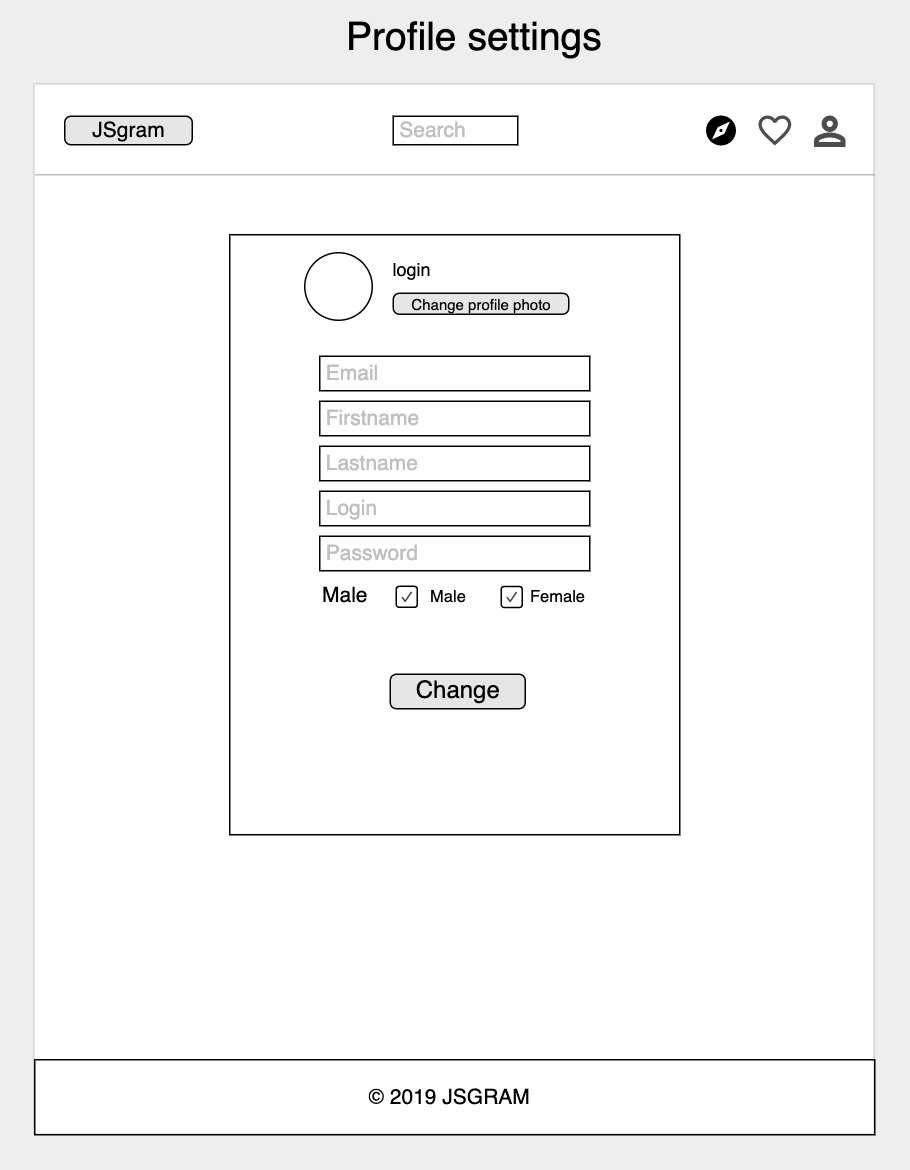 Profile settings
JSgram
Search
login
Change profile photo
Email
Firstname
Lastname
Login
Password
Male Male Female
Change
© 2019 JSGRAM